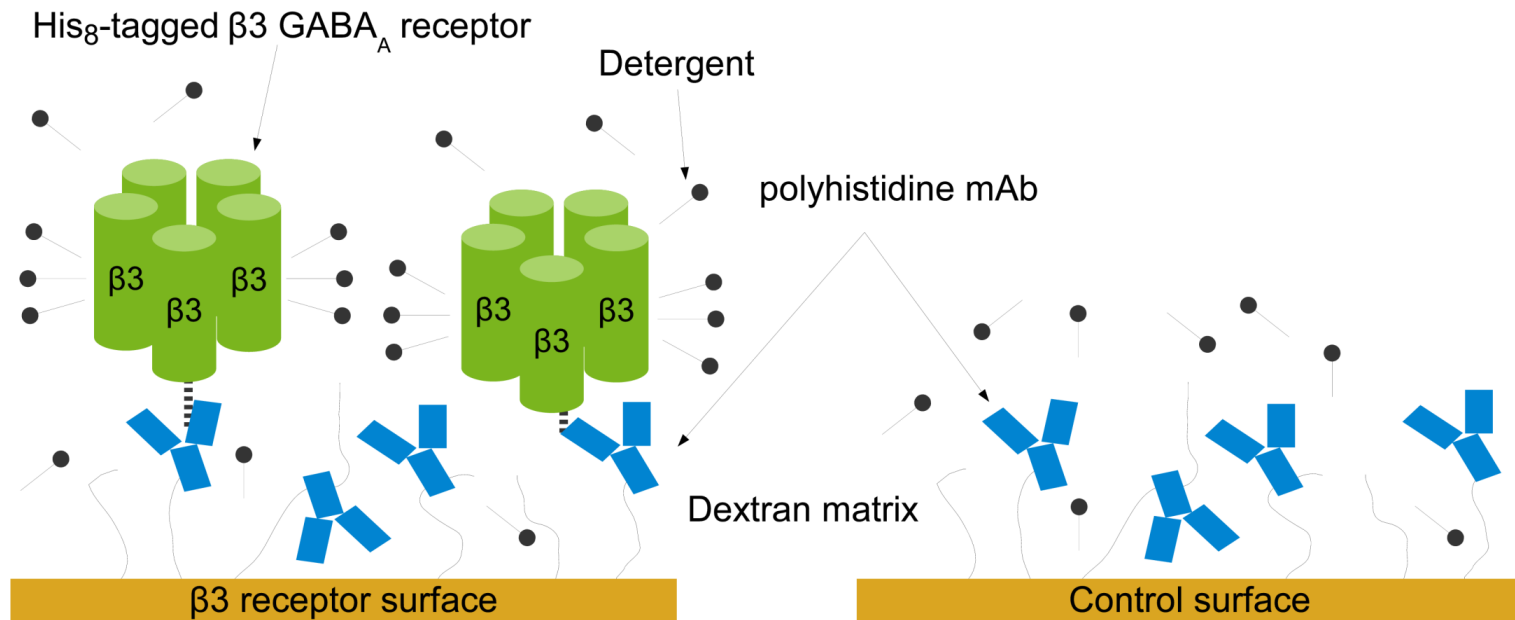 His₈-tagged β3 GABA_A receptor
Detergent
polyhistidine mAb
β3
β3
β3
β3
β3
β3
Dextran matrix
β3 receptor surface
Control surface